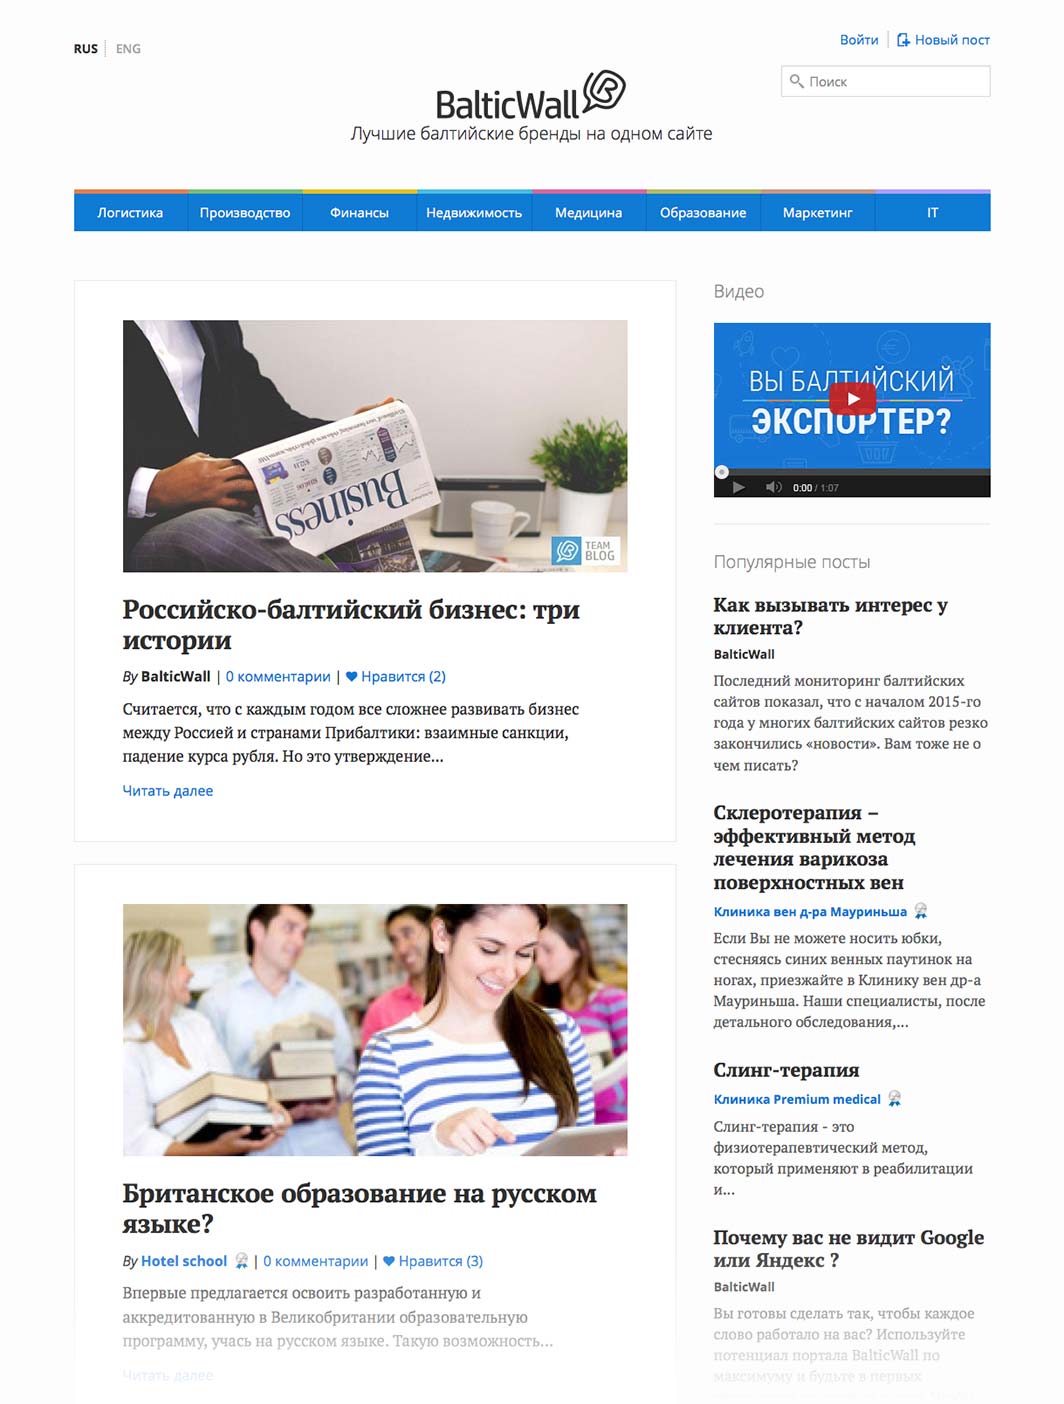 RUS ENG
Войти Новый пост
Поиск
BalticWall
Лучшие балтийские бренды на одном сайте
Логистика Производство Финансы Недвижимость Медицина Образование Маркетинг IT
Business
TEAM
BLOG
Российско-балтийский бизнес: три
истории
By BalticWall | 0 комментарии | Нравится (2)
Считается, что с каждым годом все сложнее развивать бизнес
между Россией и странами Прибалтики: взаимные санкции,
падение курса рубля. Но это утверждение...
Читать далее
Британское образование на русском
языке?
By Hotel school | 0 комментарии | Нравится (3)
Впервые предлагается освоить разработанную и
аккредитованную в Великобритании образовательную
программу, учась на русском языке. Такую возможность...
Читать далее
Видео
ВЫ БАЛТИЙСКИЙ
ЭКСПОРТЕР?
0:00 / 1:07
Популярные посты
Как вызывать интерес у
клиента?
BalticWall
Последний мониторинг балтийских
сайтов показал, что с началом 2015-го
года у многих балтийских сайтов резко
закончились «новости». Вам тоже не о
чем писать?
Склеротерапия –
эффективный метод
лечения варикоза
поверхностных вен
Клиника вен д-ра Мауриньша
Если Вы не можете носить юбки,
стесняясь синих венных паутинок на
ногах, приезжайте в Клинику вен др-а
Мауриньша. Наши специалисты, после
детального обследования,...
Слинг-терапия
Клиника Premium medical
Слинг-терапия - это
физиотерапевтический метод,
который применяют в реабилитации
и...
Почему вас не видит Google
или Яндекс ?
BalticWall
Вы готовы сделать так, чтобы каждое
слово работало на вас? Используйте
потенциал портала BalticWall по
максимуму и будьте в первых